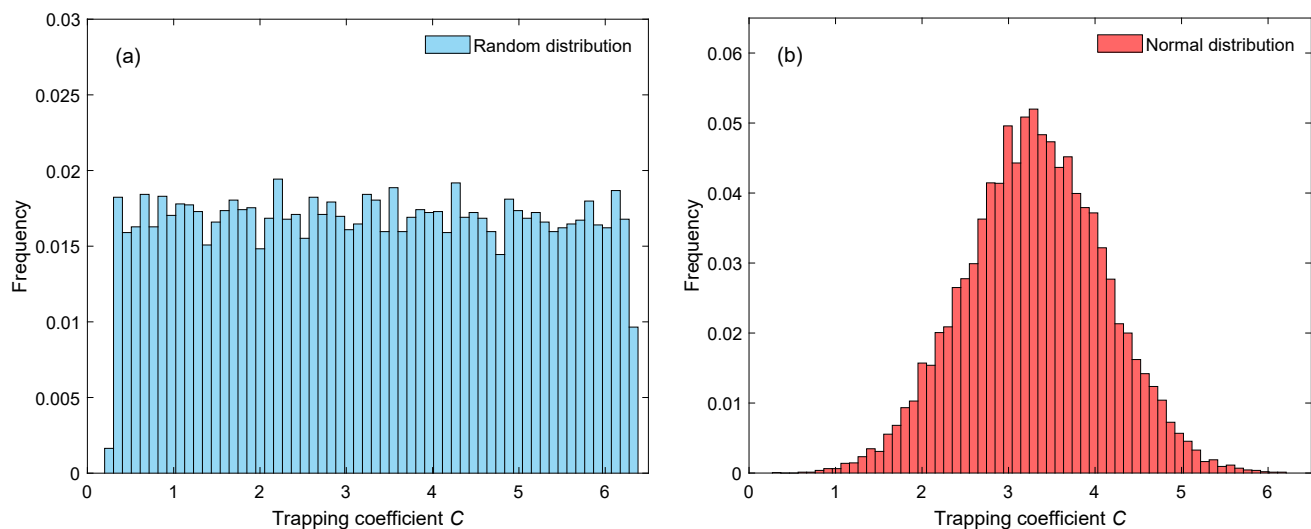 (a)
Random distribution
0.03
0.025
0.02
0.015
0.01
0.005
0
Frequency
0 1 2 3 4 5 6
Trapping coefficient C
(b)
Normal distribution
0.06
0.05
0.04
0.03
0.02
0.01
0
Frequency
0 1 2 3 4 5 6
Trapping coefficient C